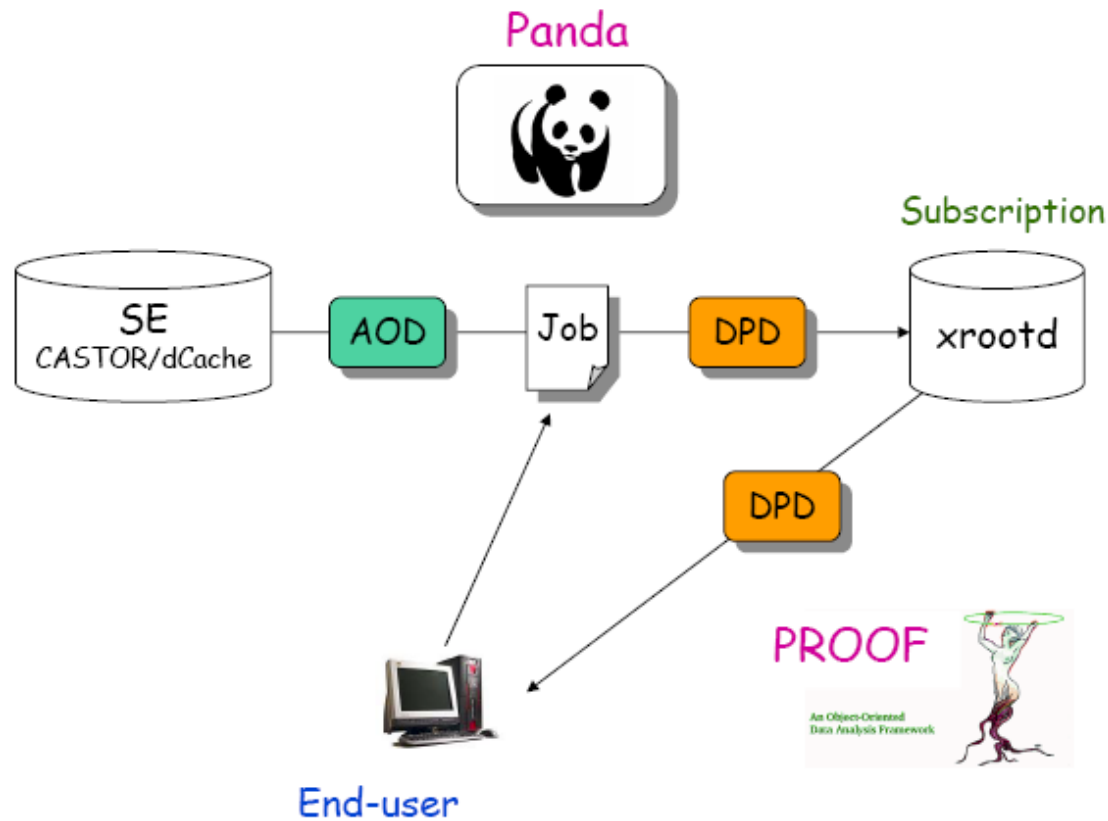 Panda
Subscription
SE
CASTOR/dCache
AOD
Job
DPD
xrootd
DPD
PROOF
An Object-Oriented
Data Analysis Framework
End-user